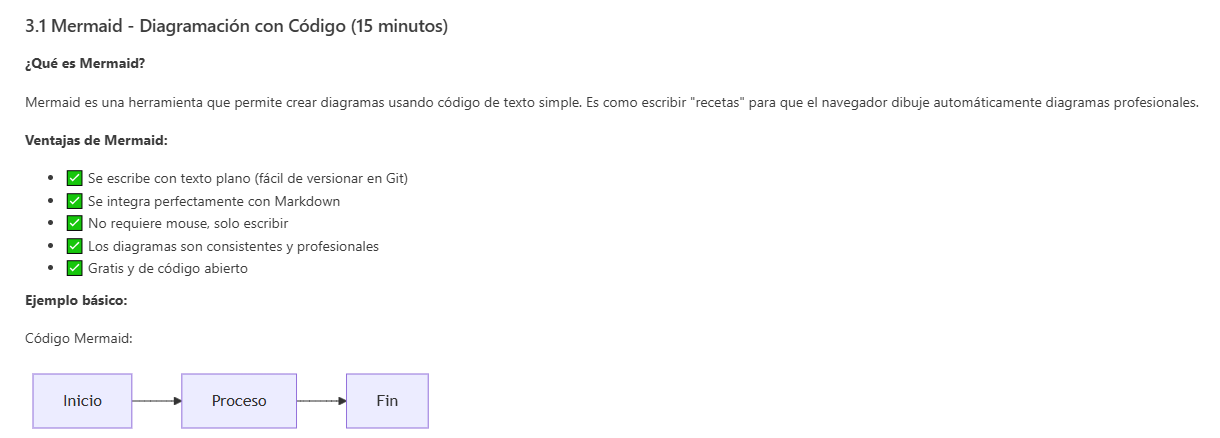 3.1 Mermaid - Diagramación con Código (15 minutos)
¿Qué es Mermaid?
Mermaid es una herramienta que permite crear diagramas usando código de texto simple. Es como escribir "recetas" para que el navegador dibuje automáticamente diagramas profesionales.
Ventajas de Mermaid:
• ✅ Se escribe con texto plano (fácil de versionar en Git)
• ✅ Se integra perfectamente con Markdown
• ✅ No requiere mouse, solo escribir
• ✅ Los diagramas son consistentes y profesionales
• ✅ Gratis y de código abierto
Ejemplo básico:
Código Mermaid:
Inicio Proceso Fin